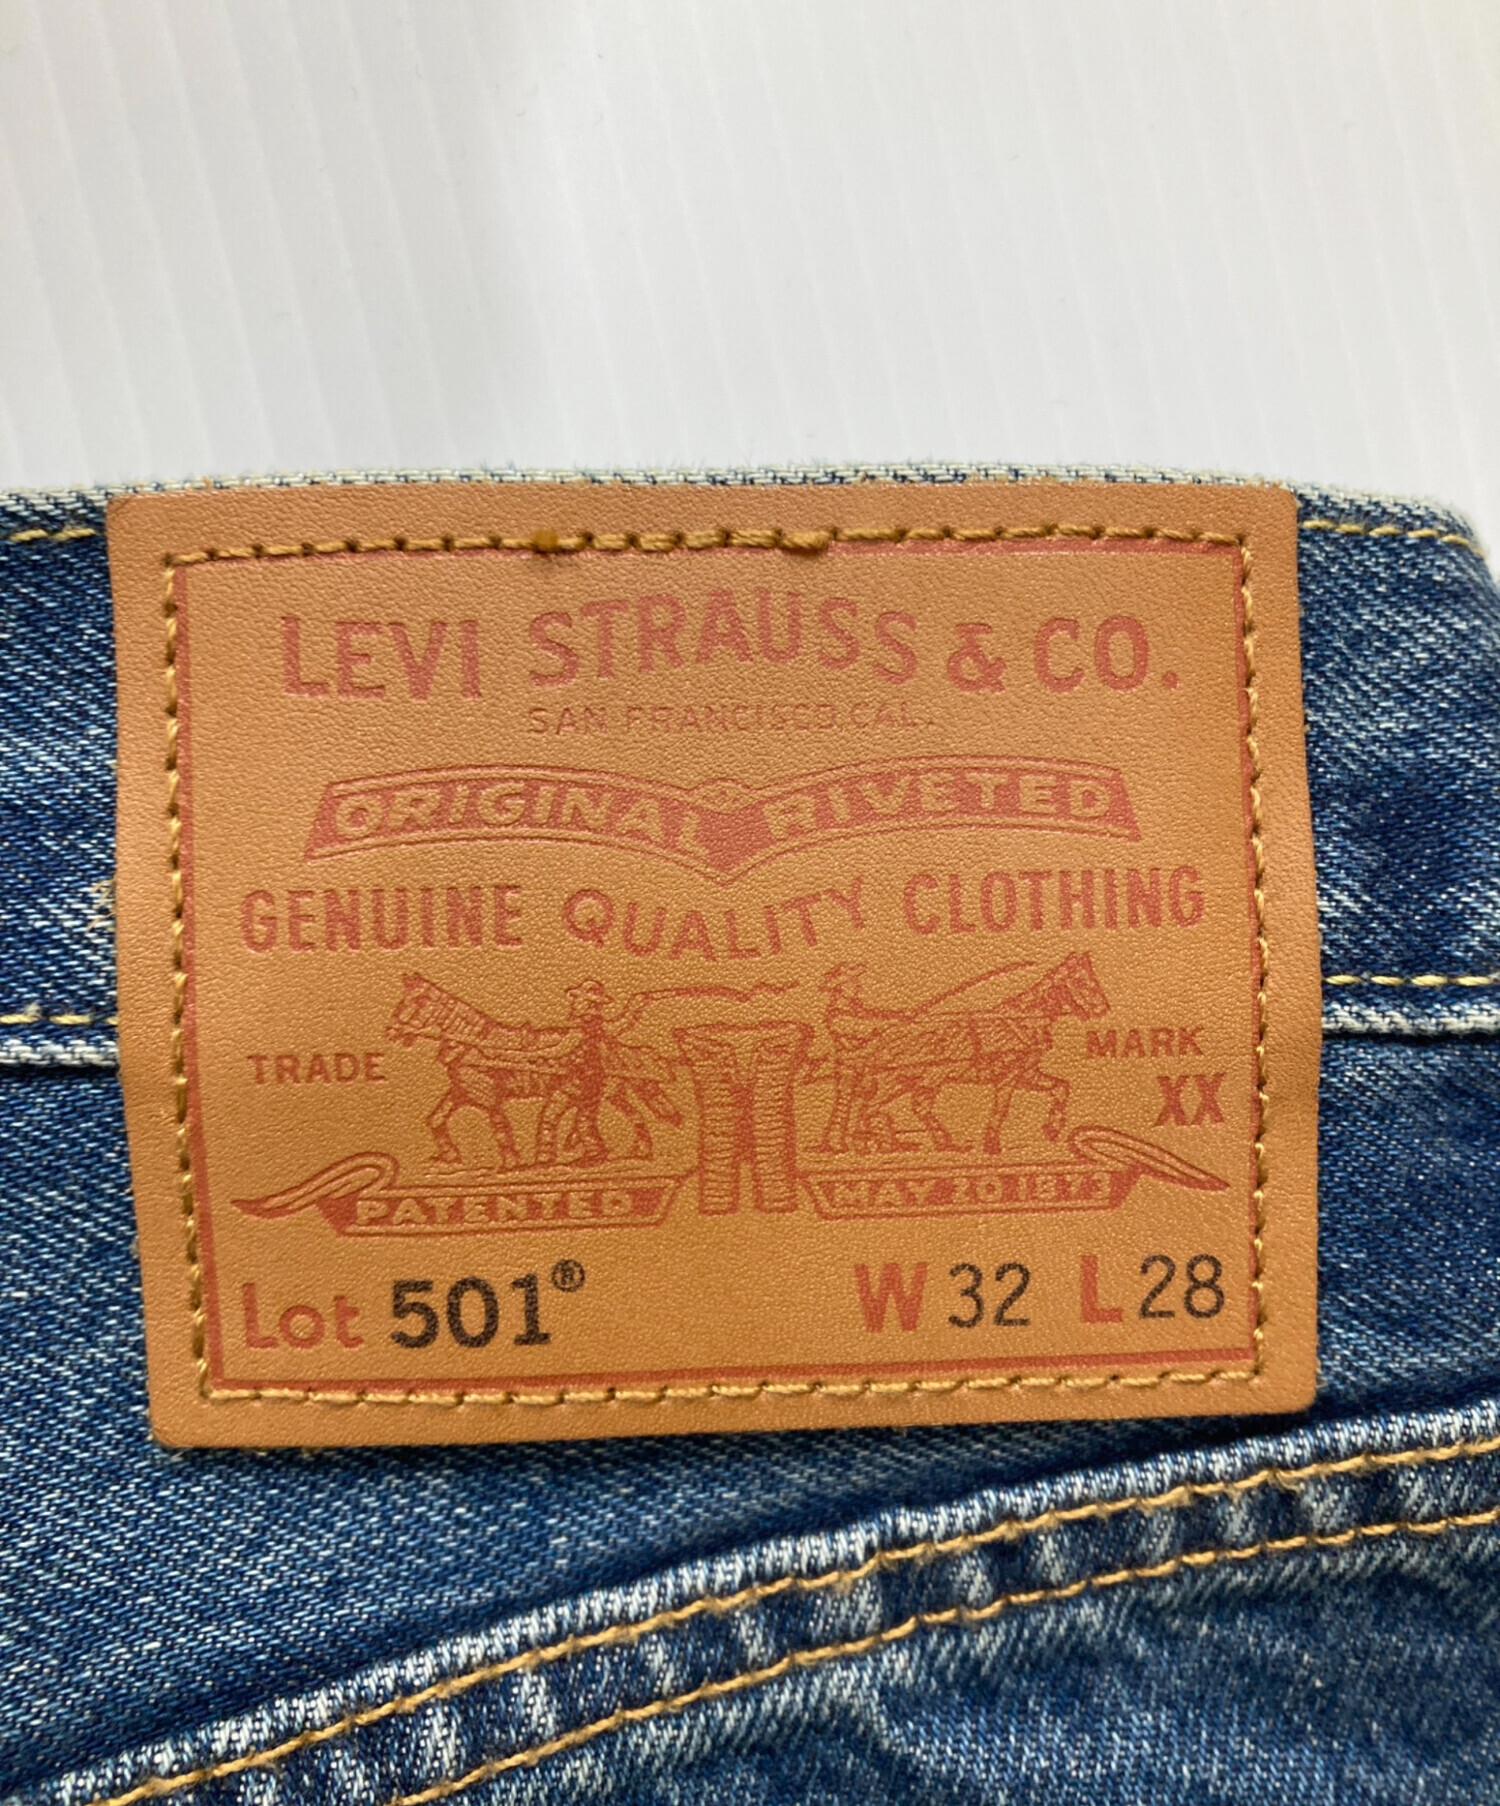 LEVI STRAUSS & CO.
SAN FRANCISCO, CAL.
ORIGINAL RIVETED
GENUINE QUALITY CLOTHING
TRADE MARK
XX
PATENTED MAY 20 1873
Lot 501® W 32 L 28